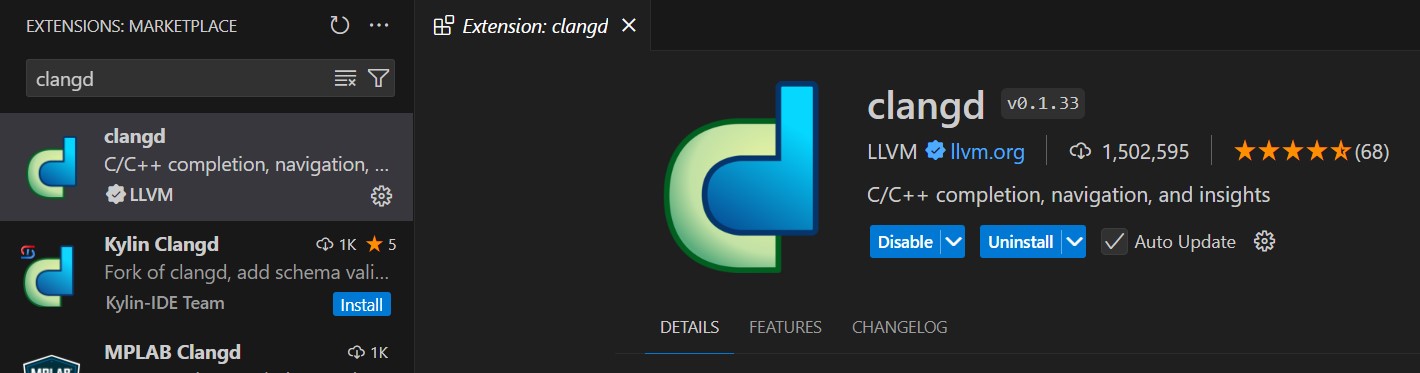 EXTENSIONS: MARKETPLACE
clangd
clangd
C/C++ completion, navigation, ...
LLVM
Kylin Clangd 1K 5
Fork of clangd, add schema vali...
Kylin-IDE Team Install
MPLAB Clangd 1K
MPLAB
Extension: clangd
clangd v0.1.33
LLVM llvm.org 1,502,595 (68)
C/C++ completion, navigation, and insights
Disable Uninstall Auto Update
DETAILS FEATURES CHANGELOG